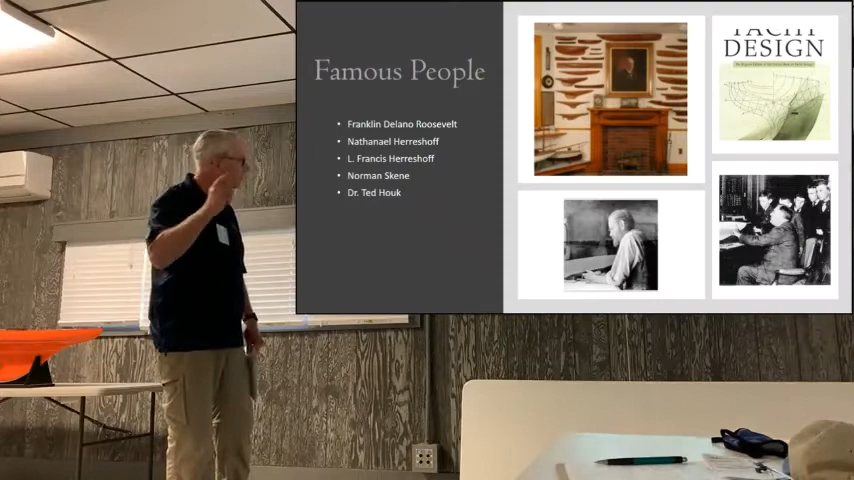 Famous People
• Franklin Delano Roosevelt
• Nathanael Herreshoff
• L. Francis Herreshoff
• Norman Skene
• Dr. Ted Houk
YACHT
DESIGN